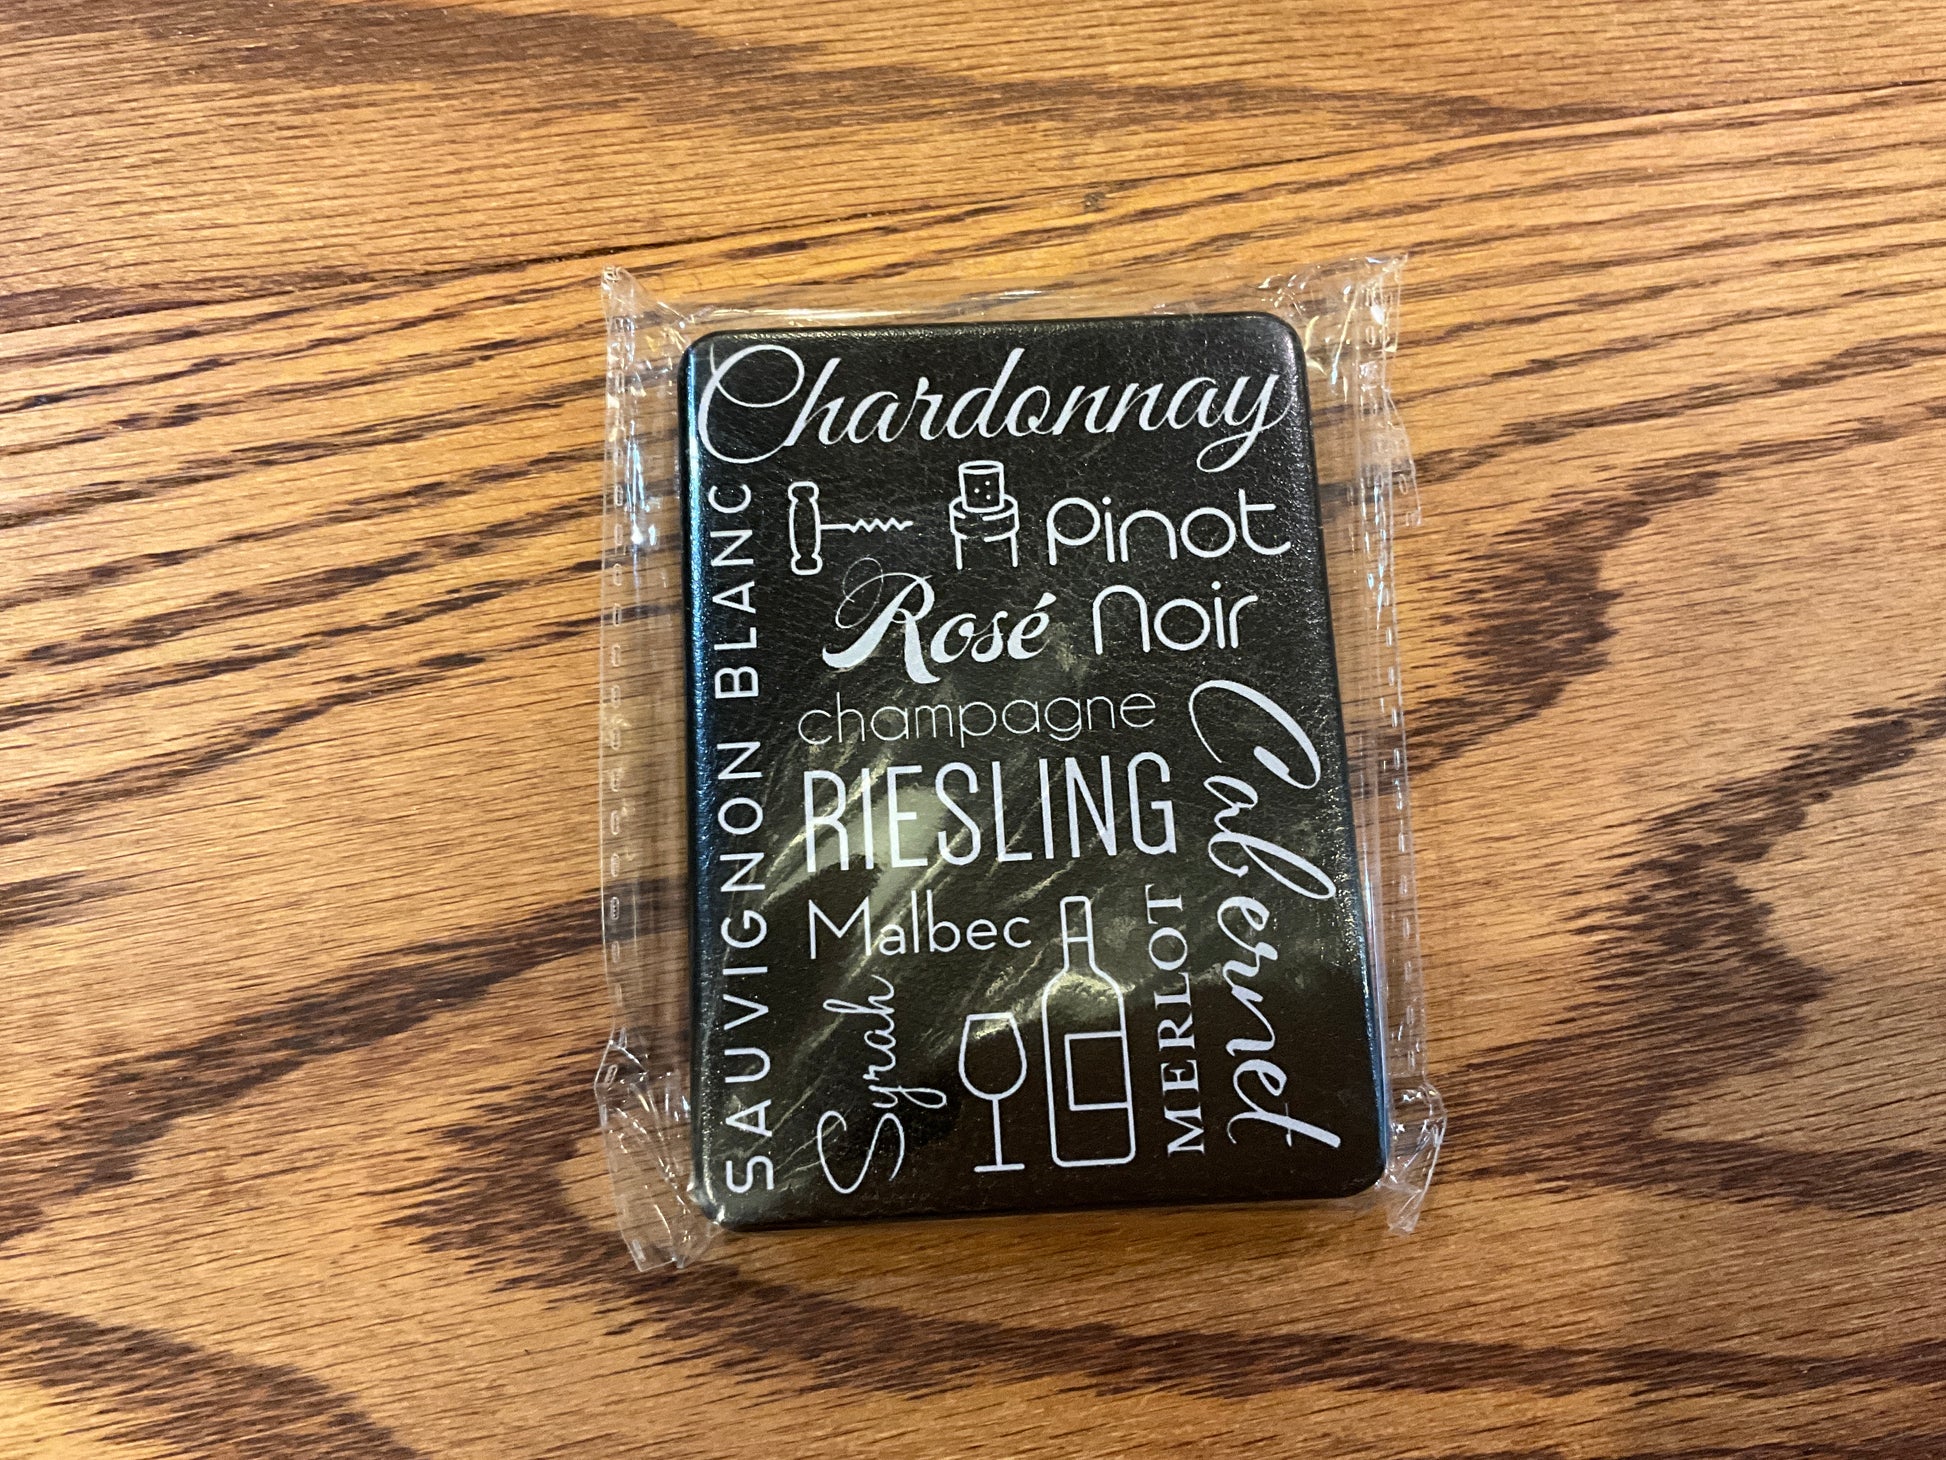 Chardonnay
SAUVIGNON BLANC
Pinot
Noir
Rosé
champagne
RIESLING
Cabernet
Malbec
MERLOT
Syrah